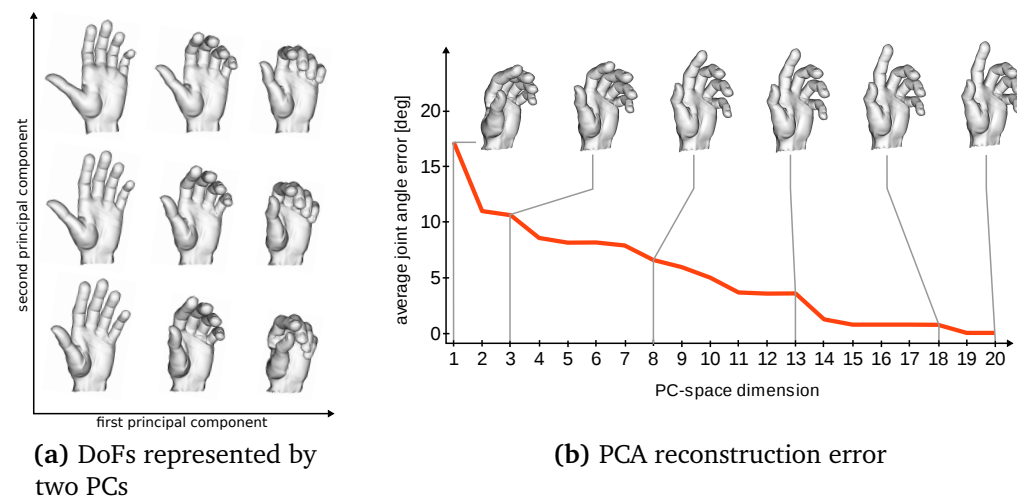 second principal component
first principal component
(a) DoFs represented by
two PCs
average joint angle error [deg]
20
15
10
5
0
1 2 3 4 5 6 7 8 9 10 11 12 13 14 15 16 17 18 19 20
PC-space dimension
(b) PCA reconstruction error